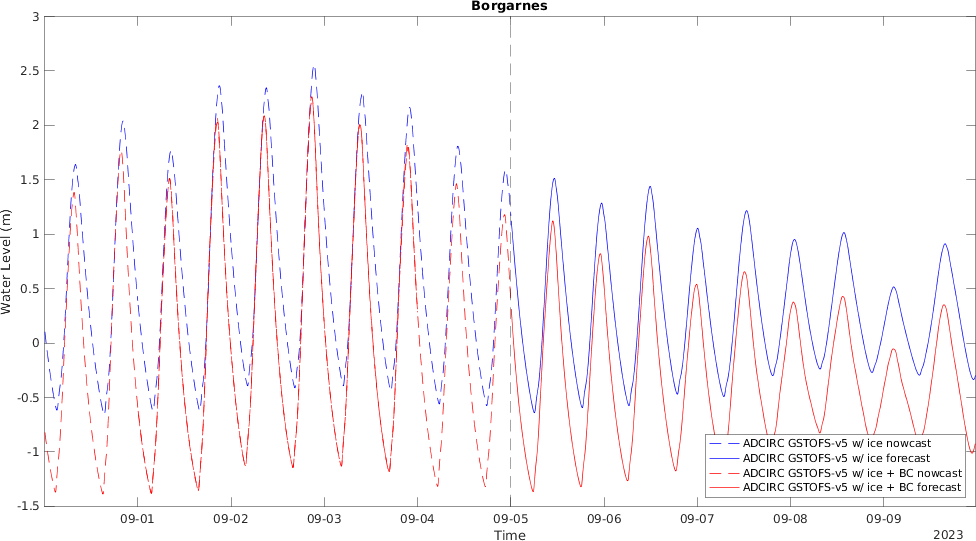 Borgarnes
3
2.5
2
1.5
1
0.5
0
-0.5
-1
-1.5
Water Level (m)
09-01 09-02 09-03 09-04 09-05 09-06 09-07 09-08 09-09
Time
2023
ADCIRC GSTOFS-v5 w/ ice nowcast
ADCIRC GSTOFS-v5 w/ ice forecast
ADCIRC GSTOFS-v5 w/ ice + BC nowcast
ADCIRC GSTOFS-v5 w/ ice + BC forecast